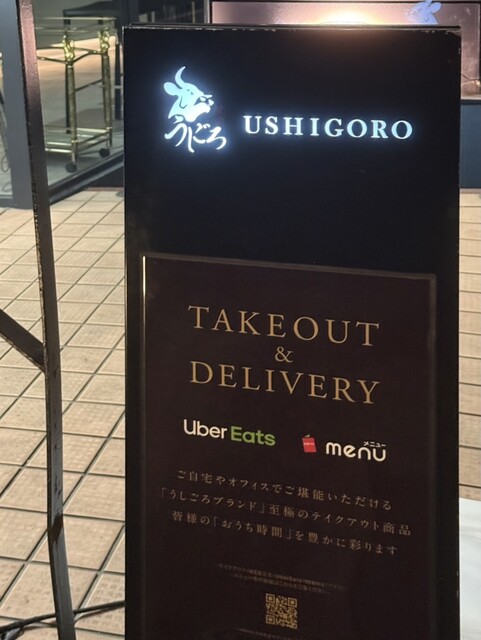 うしごろ
USHIGORO
TAKEOUT
&
DELIVERY
Uber Eats
メニュー
menu
ご自宅やオフィスでご堪能いただける
「うしごろブランド」至極のテイクアウト商品
皆様の「おうち時間」を豊かに彩ります